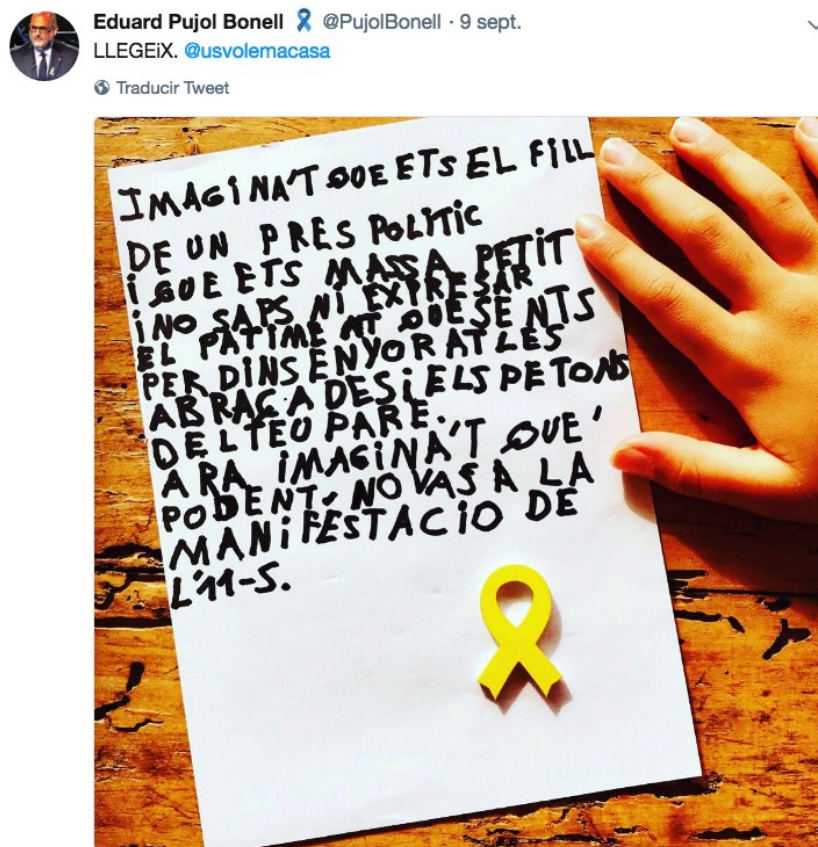 Eduard Pujol Bonell 🎗 @PujolBonell · 9 sept.
LLEGEiX. @usvolemacasa
Traducir Tweet
IMAGiNA'T QUE ETS EL FiLL
DE UN PRES POLITIC
i QUE ETS MASSA PETIT
i NO SAPS Ni EXPRESAR
EL PATIMENT QUE SENTS
PER DINS ENYORAT LES
ABRAÇADES i ELS PETONS
DEL TEU PARE.
ARA IMAGiNA'T QUE'
PODENT, NO VAS A LA
MANiFESTACiO DE
L'11-S.